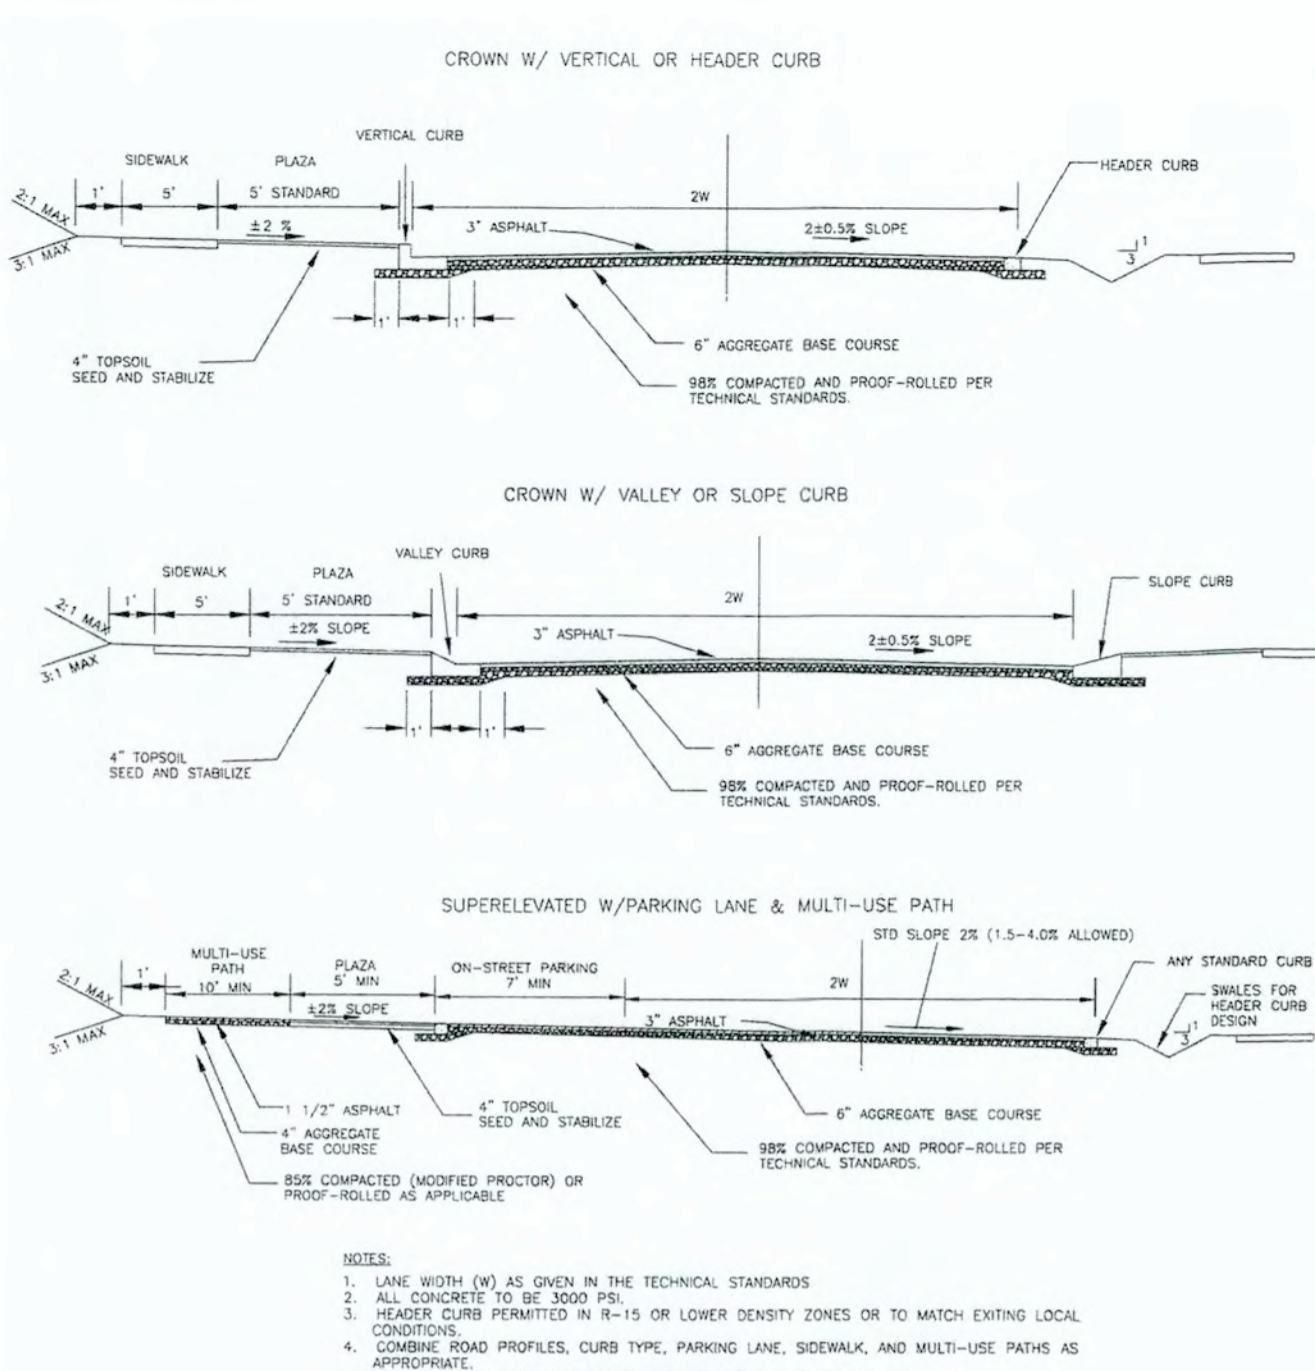 CROWN W/ VERTICAL OR HEADER CURB
VERTICAL CURB
SIDEWALK
PLAZA
HEADER CURB
2:1 MAX
1'
5'
5' STANDARD
2W
±2 %
3" ASPHALT
2±0.5% SLOPE
3:1 MAX
1
3
1'
1'
6" AGGREGATE BASE COURSE
4" TOPSOIL
SEED AND STABILIZE
98% COMPACTED AND PROOF-ROLLED PER
TECHNICAL STANDARDS.
CROWN W/ VALLEY OR SLOPE CURB
VALLEY CURB
SIDEWALK
PLAZA
SLOPE CURB
2:1 MAX
1'
5'
5' STANDARD
2W
±2% SLOPE
3" ASPHALT
2±0.5% SLOPE
3:1 MAX
1'
1'
6" AGGREGATE BASE COURSE
4" TOPSOIL
SEED AND STABILIZE
98% COMPACTED AND PROOF-ROLLED PER
TECHNICAL STANDARDS.
SUPERELEVATED W/PARKING LANE & MULTI-USE PATH
STD SLOPE 2% (1.5-4.0% ALLOWED)
MULTI-USE
PATH
10' MIN
PLAZA
5' MIN
ON-STREET PARKING
7' MIN
2W
ANY STANDARD CURB
SWALES FOR
HEADER CURB
DESIGN
2:1 MAX
1'
±2% SLOPE
3" ASPHALT
3:1 MAX
1
3
1 1/2" ASPHALT
4" TOPSOIL
SEED AND STABILIZE
6" AGGREGATE BASE COURSE
4" AGGREGATE
BASE COURSE
98% COMPACTED AND PROOF-ROLLED PER
TECHNICAL STANDARDS.
85% COMPACTED (MODIFIED PROCTOR) OR
PROOF-ROLLED AS APPLICABLE
NOTES:
1. LANE WIDTH (W) AS GIVEN IN THE TECHNICAL STANDARDS
2. ALL CONCRETE TO BE 3000 PSI.
3. HEADER CURB PERMITTED IN R-15 OR LOWER DENSITY ZONES OR TO MATCH EXITING LOCAL
CONDITIONS.
4. COMBINE ROAD PROFILES, CURB TYPE, PARKING LANE, SIDEWALK, AND MULTI-USE PATHS AS
APPROPRIATE.